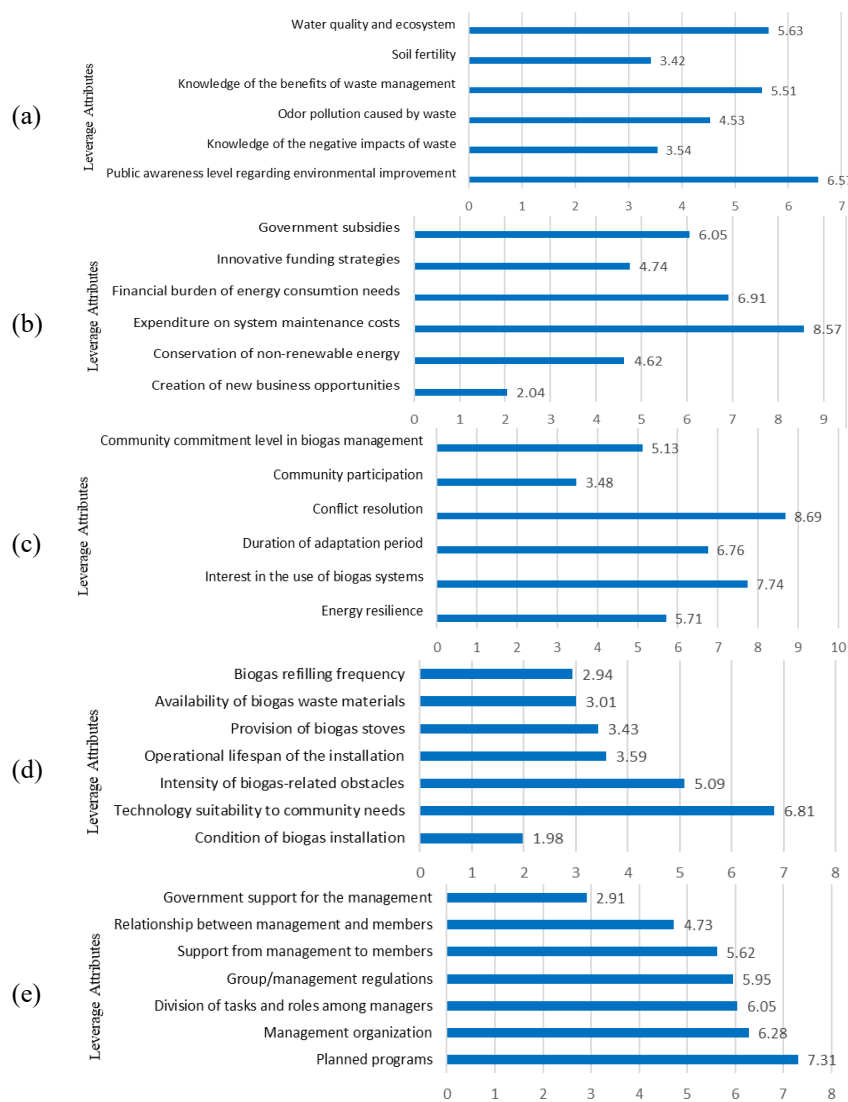 (a)
Leverage Attributes
Water quality and ecosystem 5.63
Soil fertility 3.42
Knowledge of the benefits of waste management 5.51
Odor pollution caused by waste 4.53
Knowledge of the negative impacts of waste 3.54
Public awareness level regarding environmental improvement 6.57
0 1 2 3 4 5 6 7
(b)
Leverage Attributes
Government subsidies 6.05
Innovative funding strategies 4.74
Financial burden of energy consumtion needs 6.91
Expenditure on system maintenance costs 8.57
Conservation of non-renewable energy 4.62
Creation of new business opportunities 2.04
0 1 2 3 4 5 6 7 8 9
(c)
Leverage Attributes
Community commitment level in biogas management 5.13
Community participation 3.48
Conflict resolution 8.69
Duration of adaptation period 6.76
Interest in the use of biogas systems 7.74
Energy resilience 5.71
0 1 2 3 4 5 6 7 8 9 10
(d)
Leverage Attributes
Biogas refilling frequency 2.94
Availability of biogas waste materials 3.01
Provision of biogas stoves 3.43
Operational lifespan of the installation 3.59
Intensity of biogas-related obstacles 5.09
Technology suitability to community needs 6.81
Condition of biogas installation 1.98
0 1 2 3 4 5 6 7 8
(e)
Leverage Attributes
Government support for the management 2.91
Relationship between management and members 4.73
Support from management to members 5.62
Group/management regulations 5.95
Division of tasks and roles among managers 6.05
Management organization 6.28
Planned programs 7.31
0 1 2 3 4 5 6 7 8